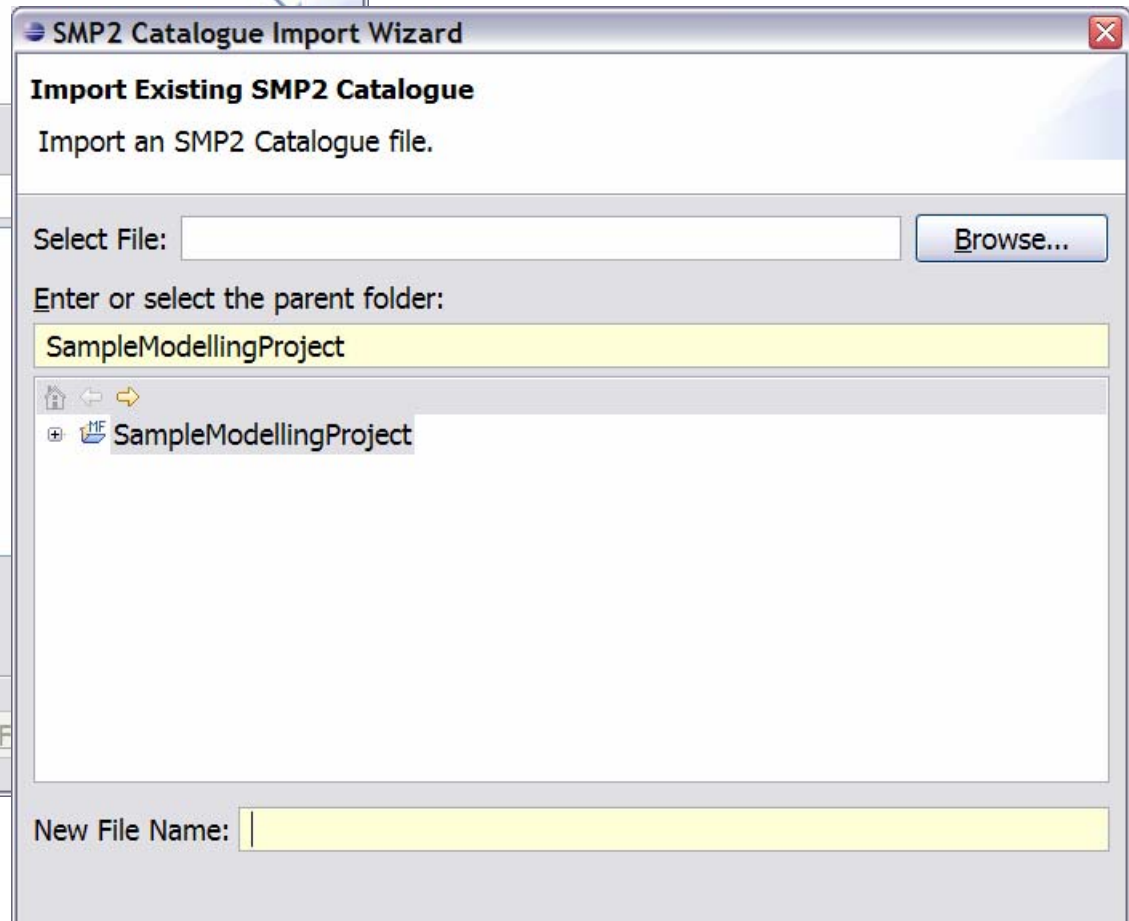 SMP2 Catalogue Import Wizard
Import Existing SMP2 Catalogue
Import an SMP2 Catalogue file.
Select File: Browse...
Enter or select the parent folder:
SampleModellingProject
MF SampleModellingProject
New File Name:
F